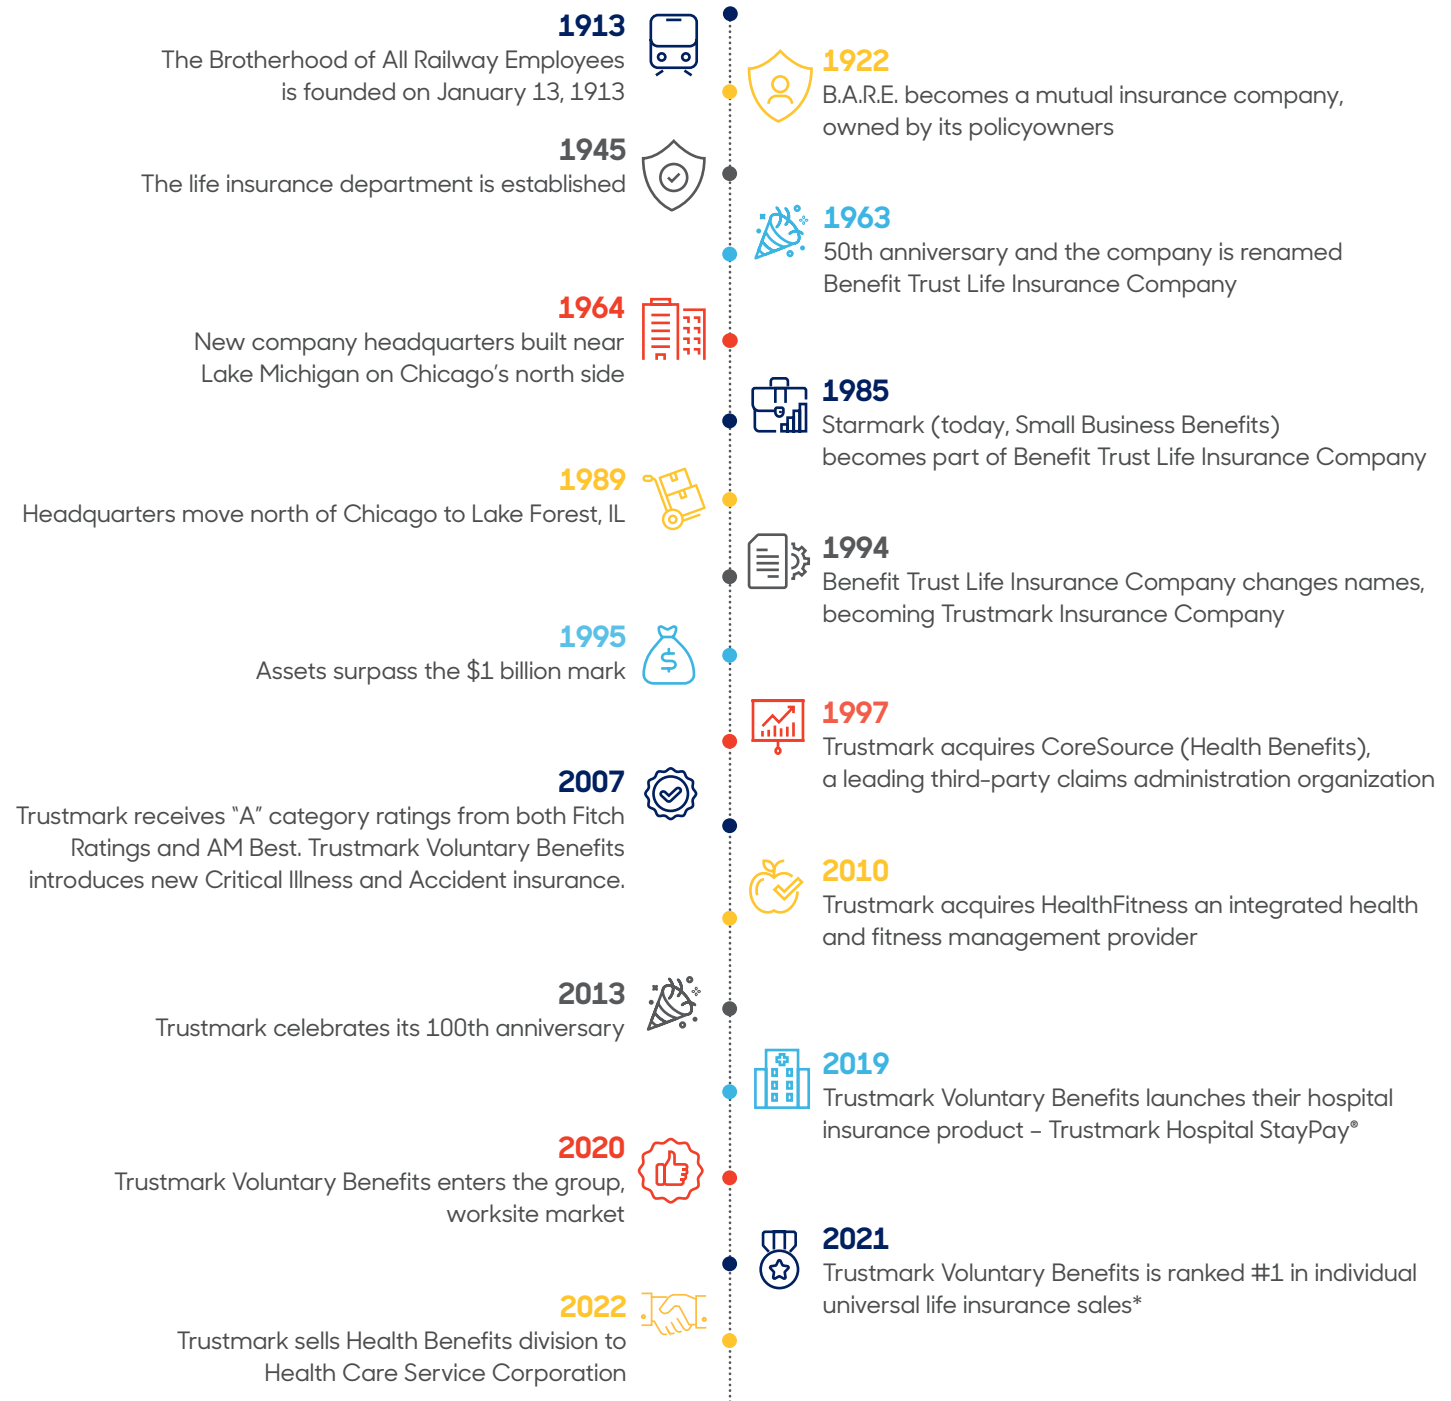 1913
The Brotherhood of All Railway Employees
is founded on January 13, 1913
1922
B.A.R.E. becomes a mutual insurance company,
owned by its policyowners
1945
The life insurance department is established
1963
50th anniversary and the company is renamed
Benefit Trust Life Insurance Company
1964
New company headquarters built near
Lake Michigan on Chicago's north side
1985
Starmark (today, Small Business Benefits)
becomes part of Benefit Trust Life Insurance Company
1989
Headquarters move north of Chicago to Lake Forest, IL
1994
Benefit Trust Life Insurance Company changes names,
becoming Trustmark Insurance Company
1995
Assets surpass the $1 billion mark
$
1997
Trustmark acquires CoreSource (Health Benefits),
a leading third-party claims administration organization
2007
Trustmark receives "A" category ratings from both Fitch
Ratings and AM Best. Trustmark Voluntary Benefits
introduces new Critical Illness and Accident insurance.
2010
Trustmark acquires HealthFitness an integrated health
and fitness management provider
2013
Trustmark celebrates its 100th anniversary
2019
Trustmark Voluntary Benefits launches their hospital
insurance product – Trustmark Hospital StayPay®
2020
Trustmark Voluntary Benefits enters the group,
worksite market
2021
Trustmark Voluntary Benefits is ranked #1 in individual
universal life insurance sales*
2022
Trustmark sells Health Benefits division to
Health Care Service Corporation